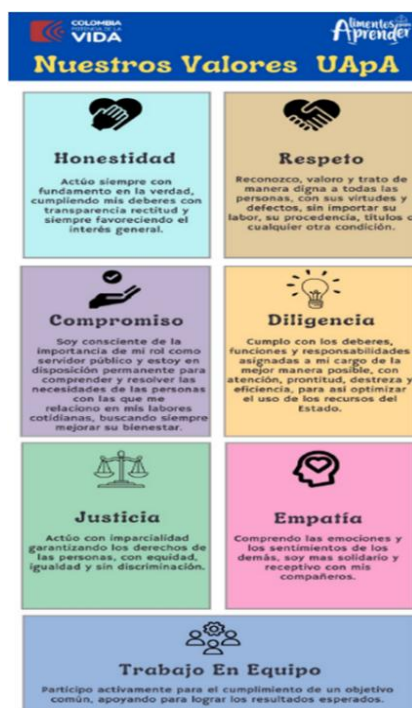 COLOMBIA
POTENCIA DE LA
VIDA
Alimentos para
Aprender
Nuestros Valores UApA
Honestidad
Actúo siempre con
fundamento en la verdad,
cumpliendo mis deberes con
transparencia rectitud y
siempre favoreciendo el
interés general.
Respeto
Reconozco, valoro y trato de
manera digna a todas las
personas, con sus virtudes y
defectos, sin importar su
labor, su procedencia, títulos o
cualquier otra condición.
Compromiso
Soy consciente de la
importancia de mi rol como
servidor público y estoy en
disposición permanente para
comprender y resolver las
necesidades de las personas
con las que me
relaciono en mis labores
cotidianas, buscando siempre
mejorar su bienestar.
Diligencia
Cumplo con los deberes,
funciones y responsabilidades
asignadas a mi cargo de la
mejor manera posible, con
atención, prontitud, destreza y
eficiencia, para así optimizar
el uso de los recursos del
Estado.
Justicia
Actúo con imparcialidad
garantizando los derechos de
las personas, con equidad,
igualdad y sin discriminación.
Empatía
Comprendo las emociones y
los sentimientos de los
demás, soy mas solidario y
receptivo con mis
compañeros.
Trabajo En Equipo
Participo activamente para el cumplimiento de un objetivo
común, apoyando para lograr los resultados esperados.